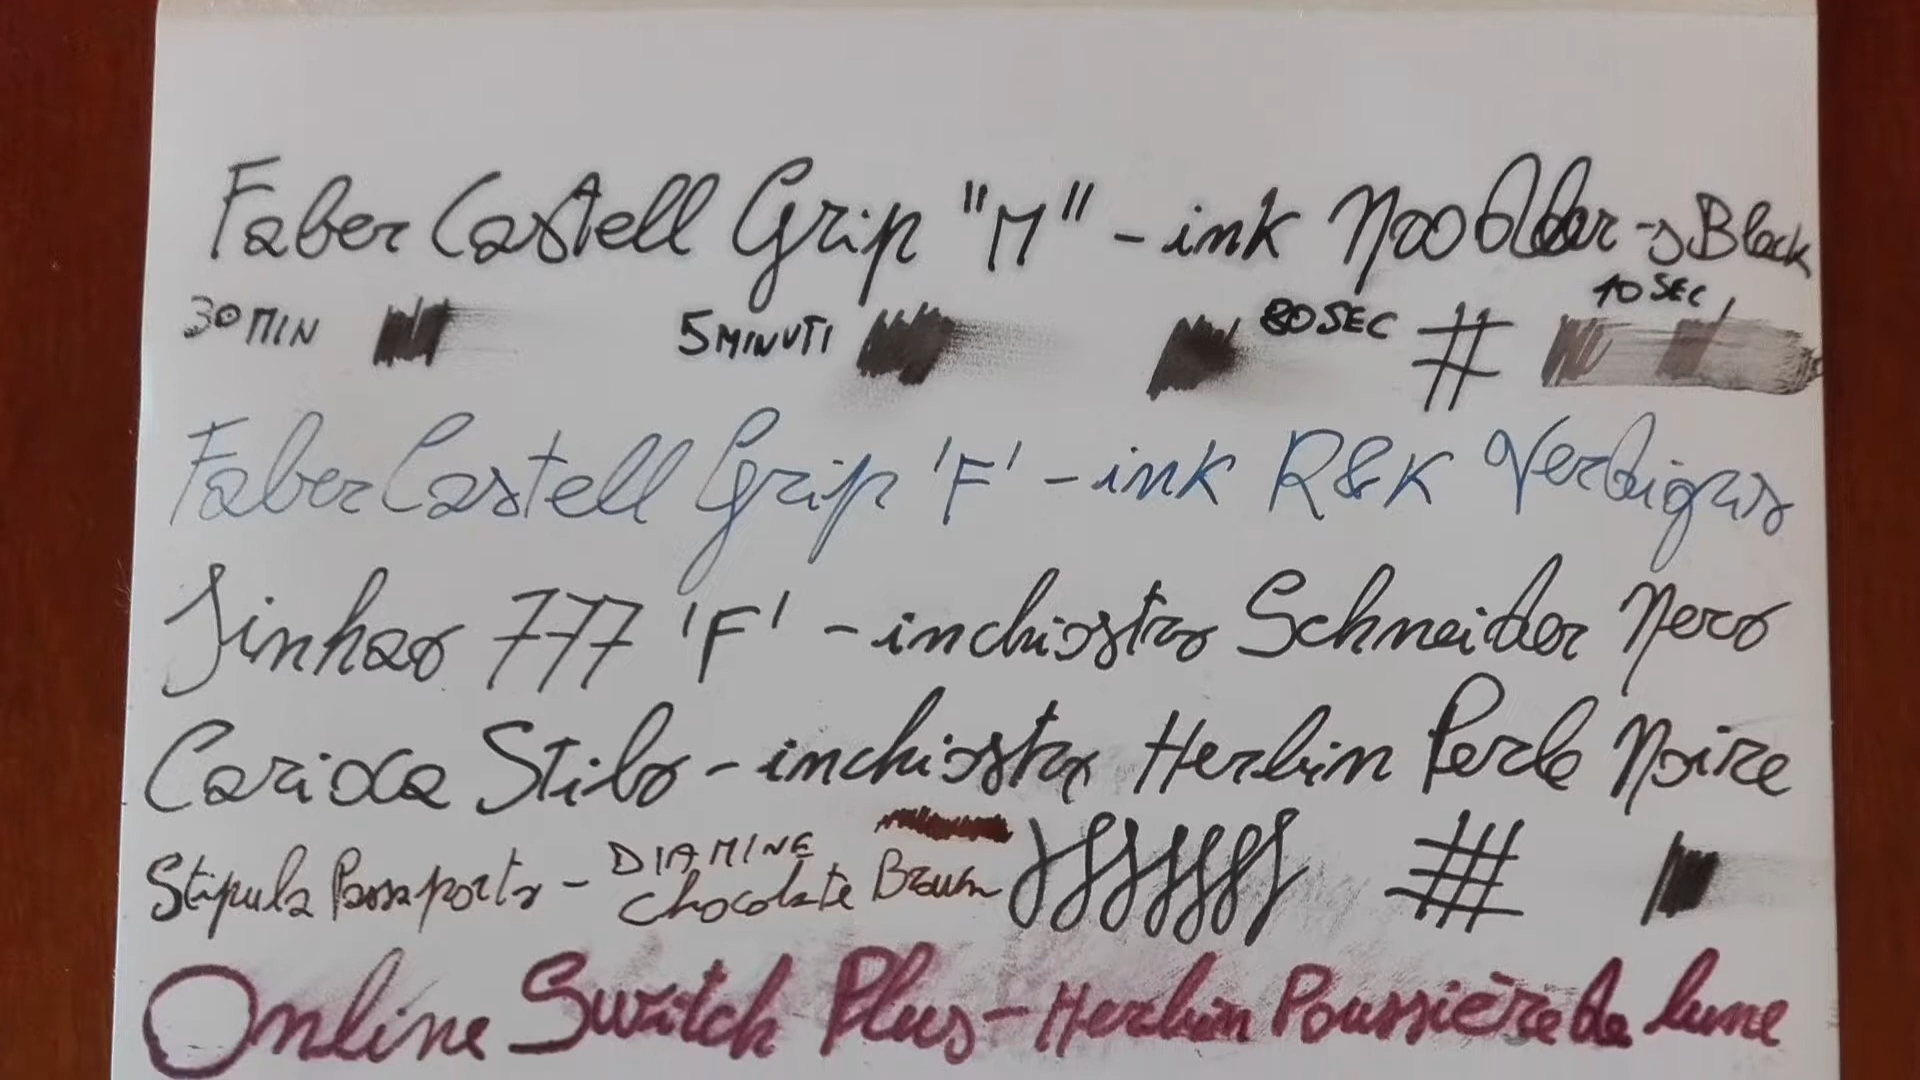 Faber Castell Grip "M" - ink Noodler's Black
30 MIN 5 MINUTI 80 SEC # 10 SEC
Faber Castell Grip 'F' - ink R&K Verdigris
Jinhao 777 'F' - inchiostro Schneider Nero
Carioca Stilo - inchiostro Herbin Perle Noire
Stipula Passaporto - DIAMINE Chocolate Brown
Online Switch Plus - Herbin Poussière de lune